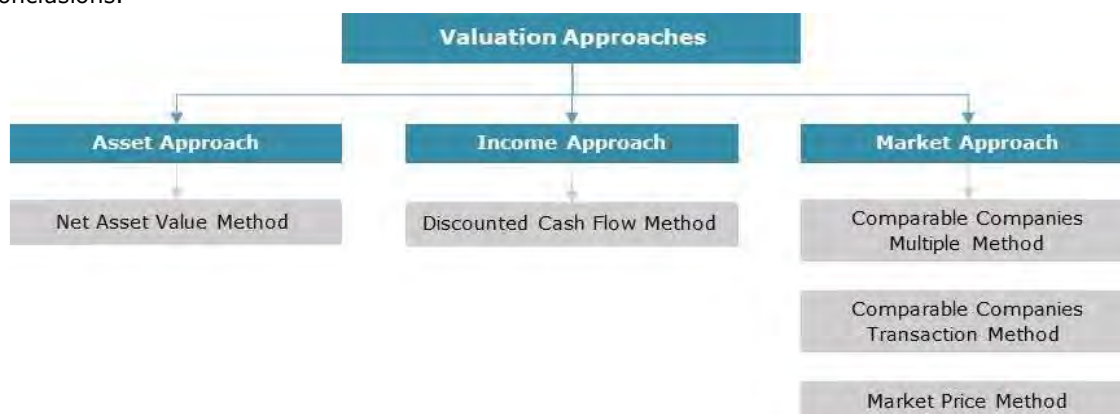 onclusions.
Valuation Approaches
Asset Approach
Income Approach
Market Approach
Net Asset Value Method
Discounted Cash Flow Method
Comparable Companies
Multiple Method
Comparable Companies
Transaction Method
Market Price Method